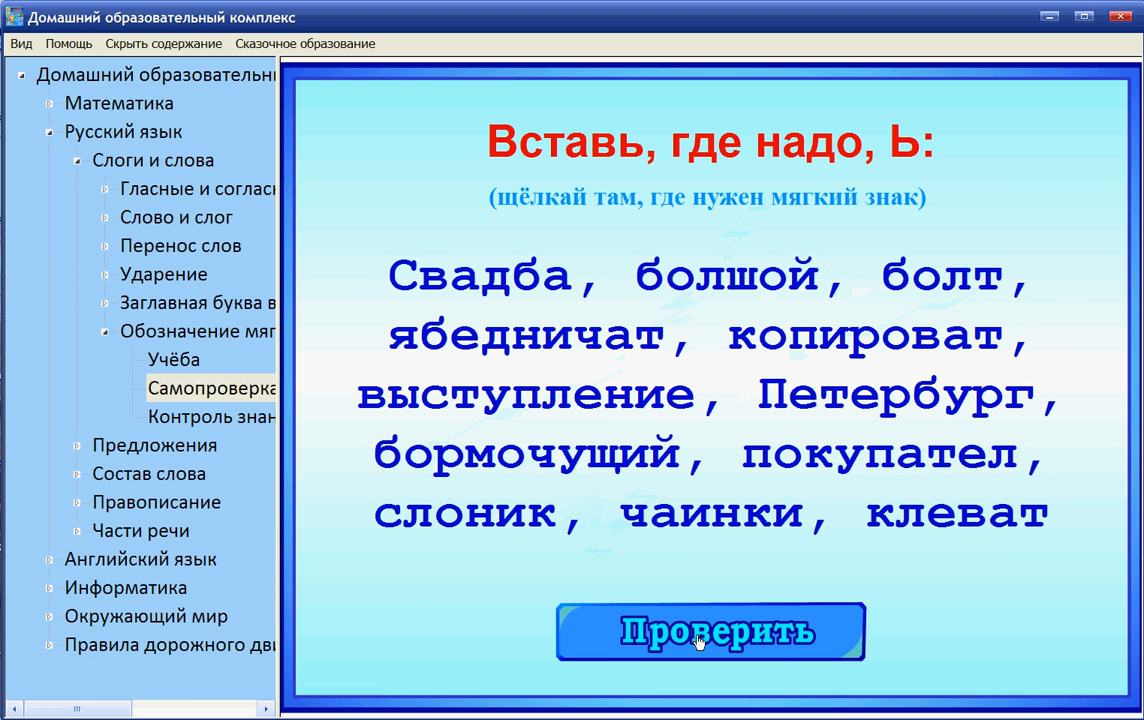 Домашний образовательный комплекс
Вид Помощь Скрыть содержание Сказочное образование
Домашний образовательн
Математика
Русский язык
Слоги и слова
Гласные и соглас
Слово и слог
Перенос слов
Ударение
Заглавная буква в
Обозначение мяг
Учёба
Самопроверка
Контроль знан
Предложения
Состав слова
Правописание
Части речи
Английский язык
Информатика
Окружающий мир
Правила дорожного дви
Вставь, где надо, Ь:
(щёлкай там, где нужен мягкий знак)
Свадба, болшой, болт,
ябедничат, копироват,
выступление, Петербург,
бормочущий, покупател,
слоник, чаинки, клеват
Проверить